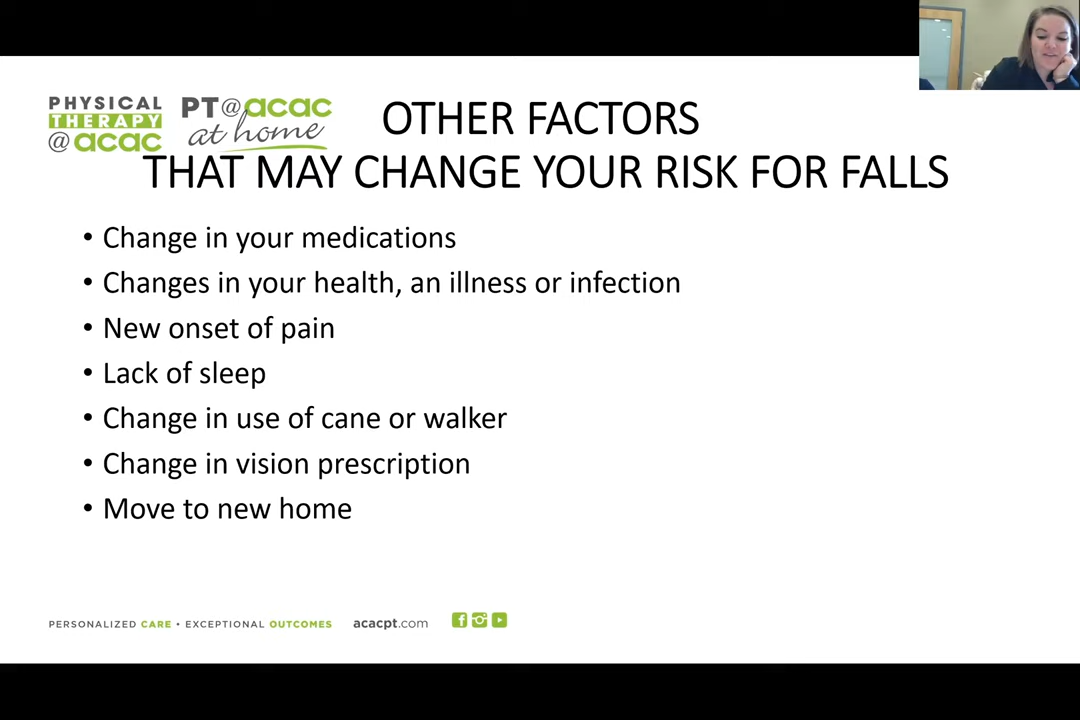 PHYSICAL
THERAPY
@acac
PT@acac
at home
OTHER FACTORS
THAT MAY CHANGE YOUR RISK FOR FALLS
• Change in your medications
• Changes in your health, an illness or infection
• New onset of pain
• Lack of sleep
• Change in use of cane or walker
• Change in vision prescription
• Move to new home
PERSONALIZED CARE • EXCEPTIONAL OUTCOMES acacpt.com